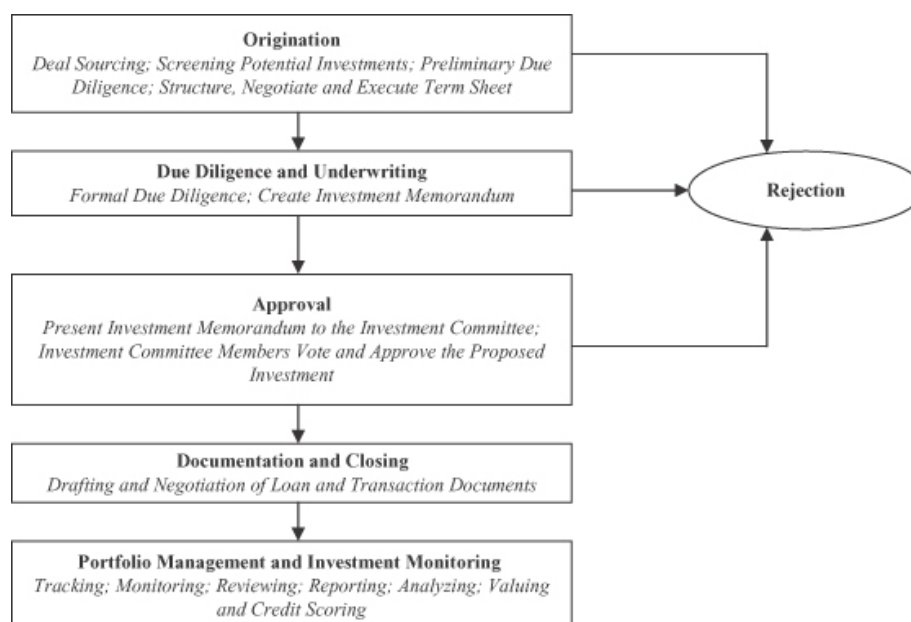 Origination
Deal Sourcing; Screening Potential Investments; Preliminary Due
Diligence; Structure, Negotiate and Execute Term Sheet
Due Diligence and Underwriting
Formal Due Diligence; Create Investment Memorandum
Rejection
Approval
Present Investment Memorandum to the Investment Committee;
Investment Committee Members Vote and Approve the Proposed
Investment
Documentation and Closing
Drafting and Negotiation of Loan and Transaction Documents
Portfolio Management and Investment Monitoring
Tracking; Monitoring; Reviewing; Reporting; Analyzing; Valuing
and Credit Scoring